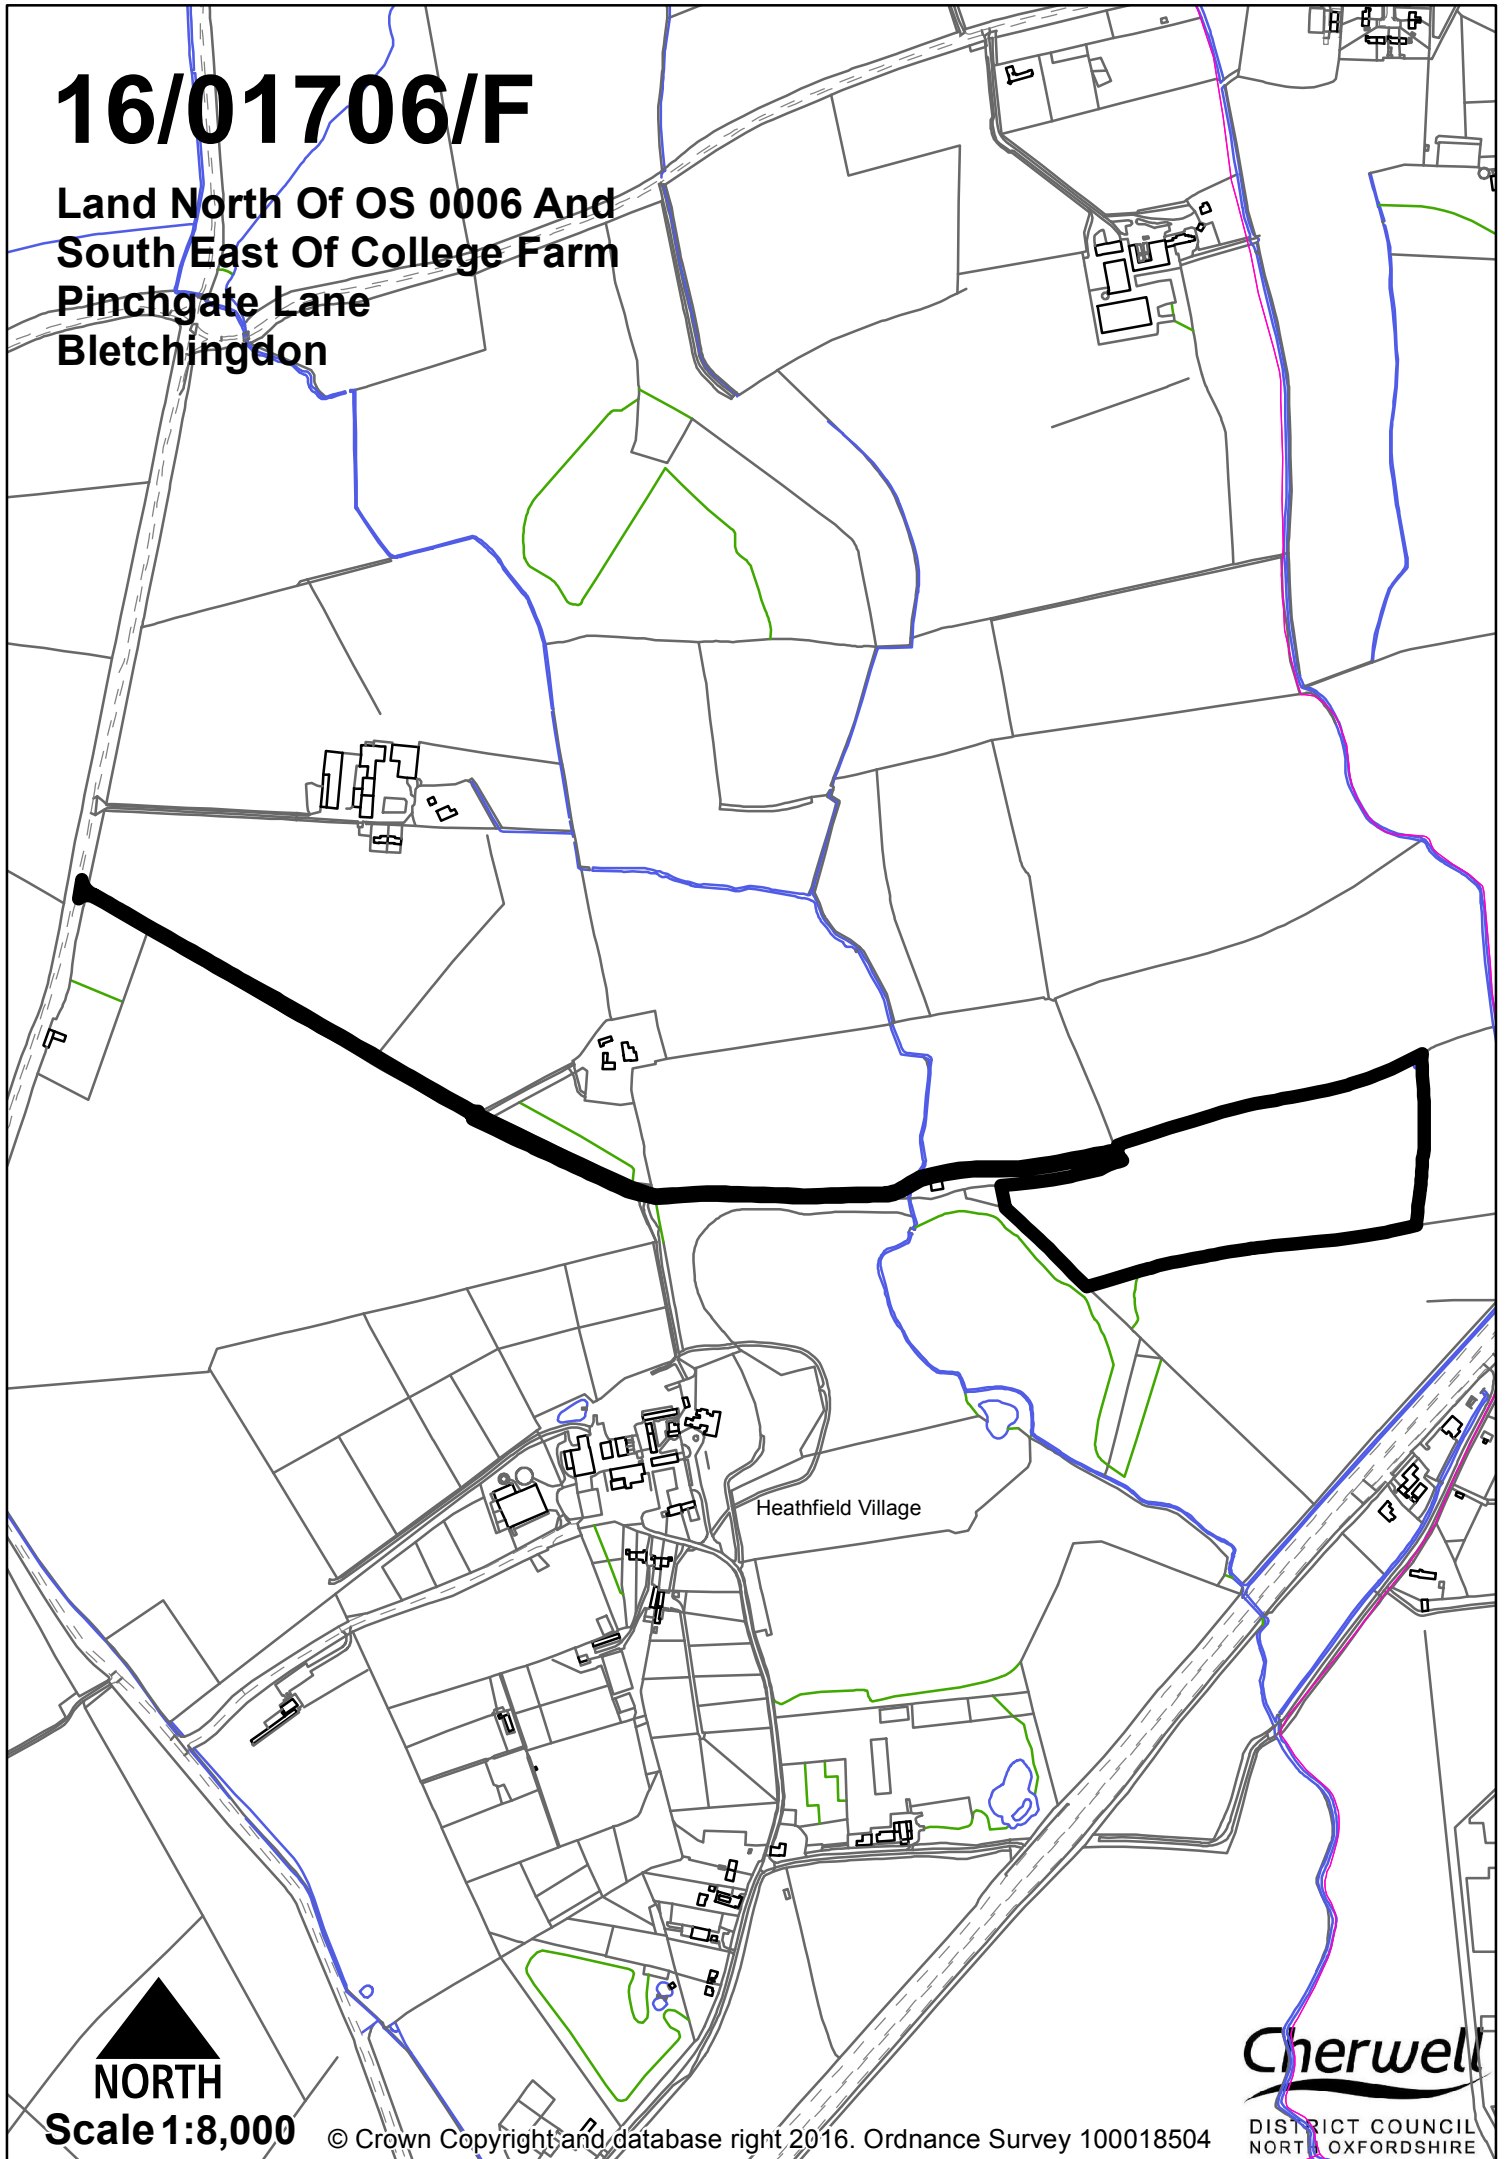 16/01706/F
Land North Of OS 0006 And
South East Of College Farm
Pinchgate Lane
Bletchingdon
Heathfield Village
NORTH
Scale 1:8,000
© Crown Copyright and database right 2016. Ordnance Survey 100018504
Cherwell
DISTRICT COUNCIL
NORTH OXFORDSHIRE